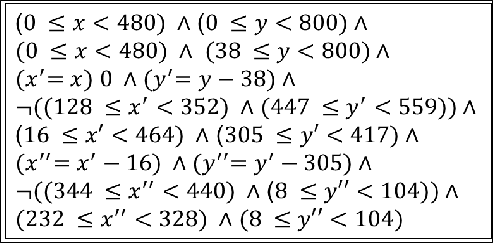 (0 ≤ x < 480) ∧ (0 ≤ y < 800) ∧
(0 ≤ x < 480) ∧ (38 ≤ y < 800) ∧
(x′= x) 0 ∧ (y′= y − 38) ∧
¬((128 ≤ x′ < 352) ∧ (447 ≤ y′ < 559)) ∧
(16 ≤ x′ < 464) ∧ (305 ≤ y′ < 417) ∧
(x′′= x′ − 16) ∧ (y′′= y′ − 305) ∧
¬((344 ≤ x′′ < 440) ∧ (8 ≤ y′′ < 104)) ∧
(232 ≤ x′′ < 328) ∧ (8 ≤ y′′ < 104)